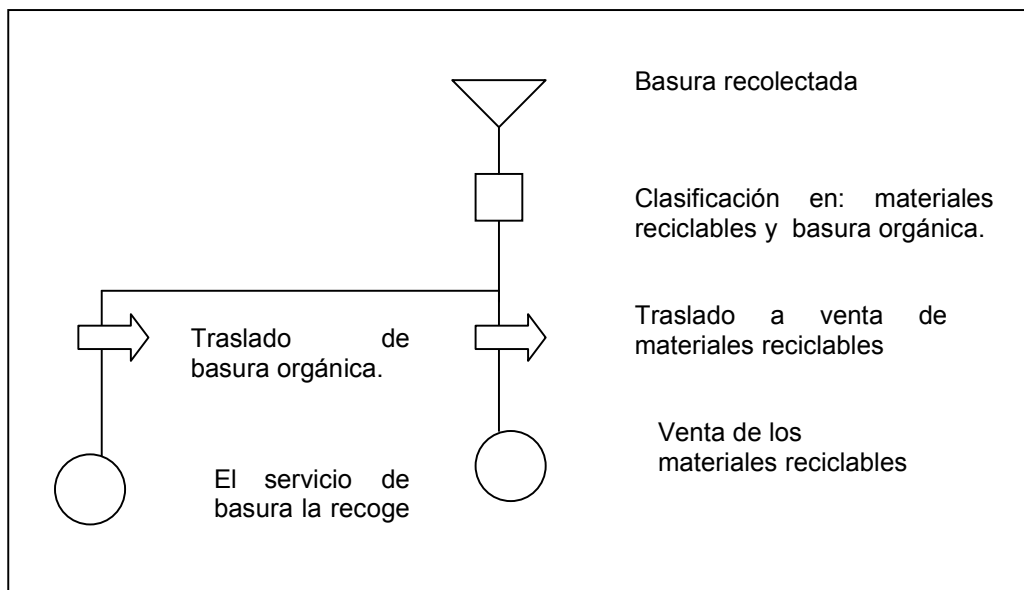 Basura recolectada
Clasificación en: materiales
reciclables y basura orgánica.
Traslado de
basura orgánica.
Traslado a venta de
materiales reciclables
El servicio de
basura la recoge
Venta de los
materiales reciclables